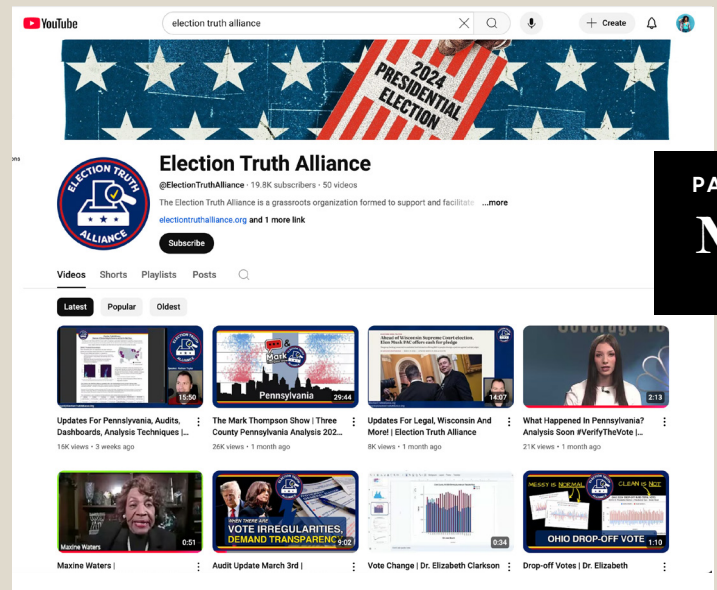 YouTube
election truth alliance
Create
2024
PRESIDENTIAL
ELECTION
ELECTION TRUTH
ALLIANCE
Election Truth Alliance
@ElectionTruthAlliance · 19.8K subscribers · 50 videos
The Election Truth Alliance is a grassroots organization formed to support and facilitate ...more
electiontruthalliance.org and 1 more link
Subscribe
PA
Videos Shorts Playlists Posts
Latest Popular Oldest
15:50
& Mark
Pennsylvania
29:44
Ahead of Wisconsin Supreme Court election,
Elon Musk PAC offers cash for pledge
14:07
coverage
2:13
Updates For Pennslyvania, Audits,
Dashboards, Analysis Techniques |...
16K views · 3 weeks ago
The Mark Thompson Show | Three
County Pennsylvania Analysis 202...
26K views · 1 month ago
Updates For Legal, Wisconsin And
More! | Election Truth Alliance
8K views · 1 month ago
What Happened In Pennsylvania?
Analysis Soon #VerifyTheVote |...
21K views · 1 month ago
Maxine Waters
0:51
WHEN THERE ARE
VOTE IRREGULARITIES,
DEMAND TRANSPARENCY
9:02
0:34
MESSY IS NORMAL
CLEAN IS NOT
OHIO DROP-OFF VOTE
1:10
Maxine Waters |
Audit Update March 3rd |
Vote Change | Dr. Elizabeth Clarkson
Drop-off Votes | Dr. Elizabeth